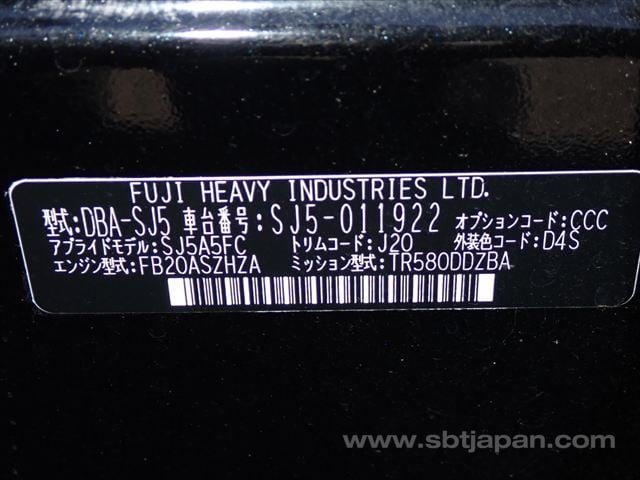 FUJI HEAVY INDUSTRIES LTD.
型式:DBA-SJ5 車台番号:SJ5-011922 オプションコード:CCC
アプライドモデル:SJ5A5FC トリムコード:J20 外装色コード:D4S
エンジン型式:FB20ASZHZA ミッション型式:TR580DDZBA
www.sbtjapan.com